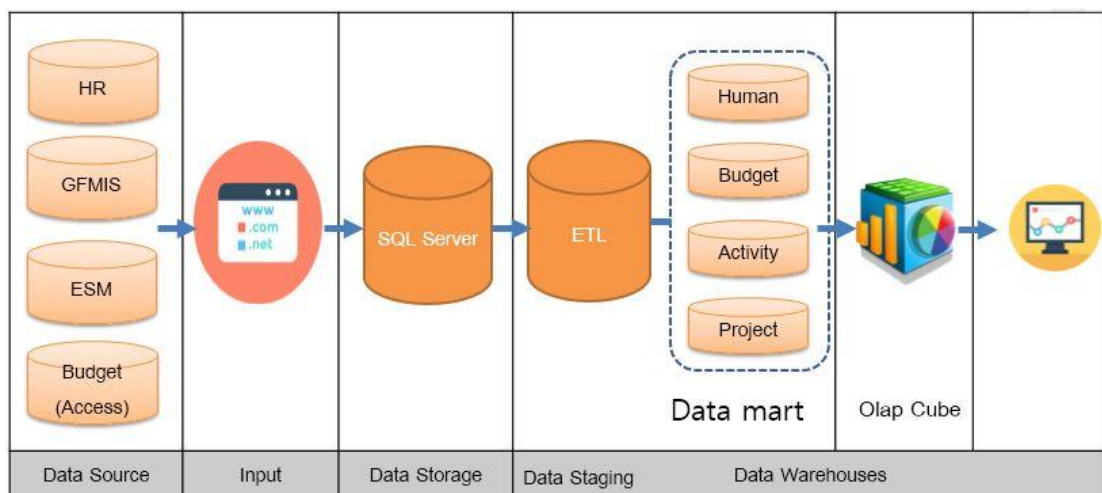 HR
GFMIS
ESM
Budget
(Access)
www
.com
.net
SQL Server
ETL
Human
Budget
Activity
Project
Data mart
Olap Cube
Data Source
Input
Data Storage
Data Staging
Data Warehouses